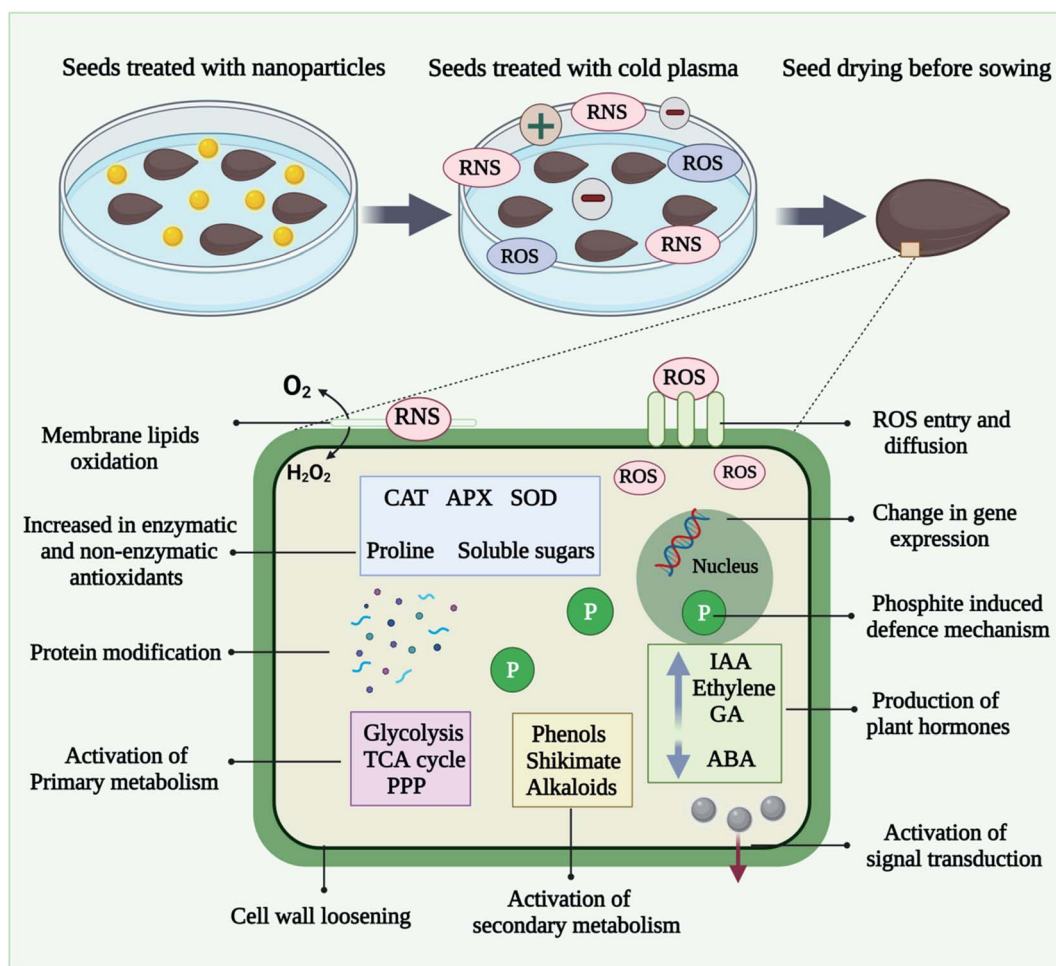 Seeds treated with nanoparticles
Seeds treated with cold plasma
Seed drying before sowing
+
RNS
-
RNS
ROS
-
RNS
ROS
O₂
RNS
ROS
Membrane lipids
oxidation
H₂O₂
ROS
ROS
ROS entry and
diffusion
CAT APX SOD
Proline Soluble sugars
Increased in enzymatic
and non-enzymatic
antioxidants
Nucleus
Change in gene
expression
P
P
P
Phosphite induced
defence mechanism
Protein modification
IAA
Ethylene
GA
ABA
Production of
plant hormones
Glycolysis
TCA cycle
PPP
Activation of
Primary metabolism
Phenols
Shikimate
Alkaloids
Activation of
signal transduction
Cell wall loosening
Activation of
secondary metabolism